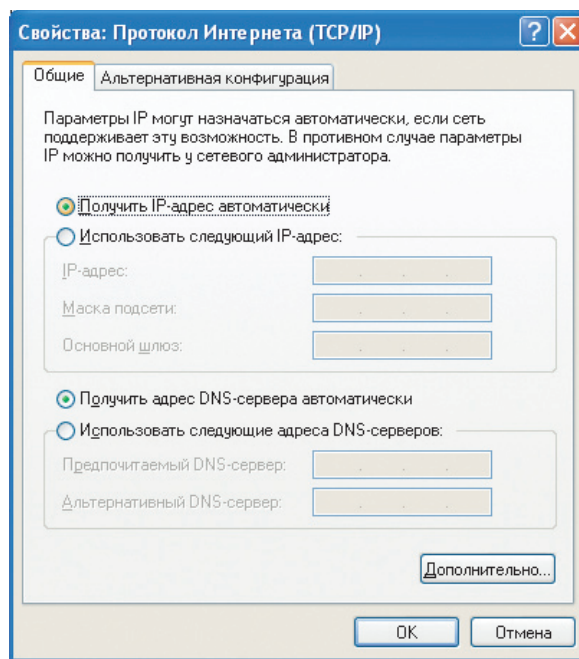 Свойства: Протокол Интернета (TCP/IP)
Общие
Альтернативная конфигурация
Параметры IP могут назначаться автоматически, если сеть
поддерживает эту возможность. В противном случае параметры
IP можно получить у сетевого администратора.
Получить IP-адрес автоматически
Использовать следующий IP-адрес:
IP-адрес:
Маска подсети:
Основной шлюз:
Получить адрес DNS-сервера автоматически
Использовать следующие адреса DNS-серверов:
Предпочитаемый DNS-сервер:
Альтернативный DNS-сервер:
Дополнительно...
OK
Отмена